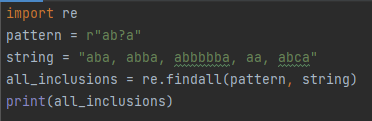 import re
pattern = r"ab?a"
string = "aba, abba, abbbbba, aa, abca"
all_inclusions = re.findall(pattern, string)
print(all_inclusions)